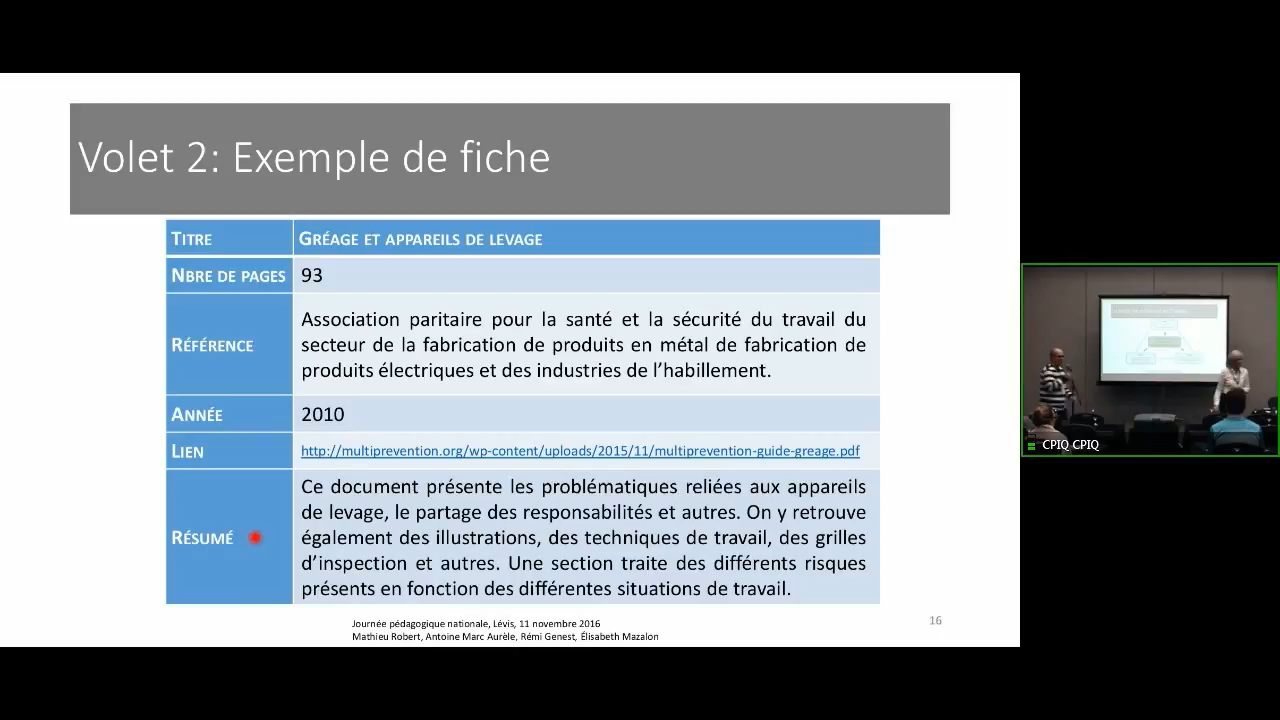 Volet 2: Exemple de fiche
TITRE GRÉAGE ET APPAREILS DE LEVAGE
NBRE DE PAGES 93
RÉFÉRENCE
Association paritaire pour la santé et la sécurité du travail du
secteur de la fabrication de produits en métal de fabrication de
produits électriques et des industries de l’habillement.
ANNÉE 2010
LIEN http://multiprevention.org/wp-content/uploads/2015/11/multiprevention-guide-greage.pdf
RÉSUMÉ
Ce document présente les problématiques reliées aux appareils
de levage, le partage des responsabilités et autres. On y retrouve
également des illustrations, des techniques de travail, des grilles
d’inspection et autres. Une section traite des différents risques
présents en fonction des différentes situations de travail.
Journée pédagogique nationale, Lévis, 11 novembre 2016
Mathieu Robert, Antoine Marc Aurèle, Rémi Genest, Élisabeth Mazalon
16
CPIQ CPIQ